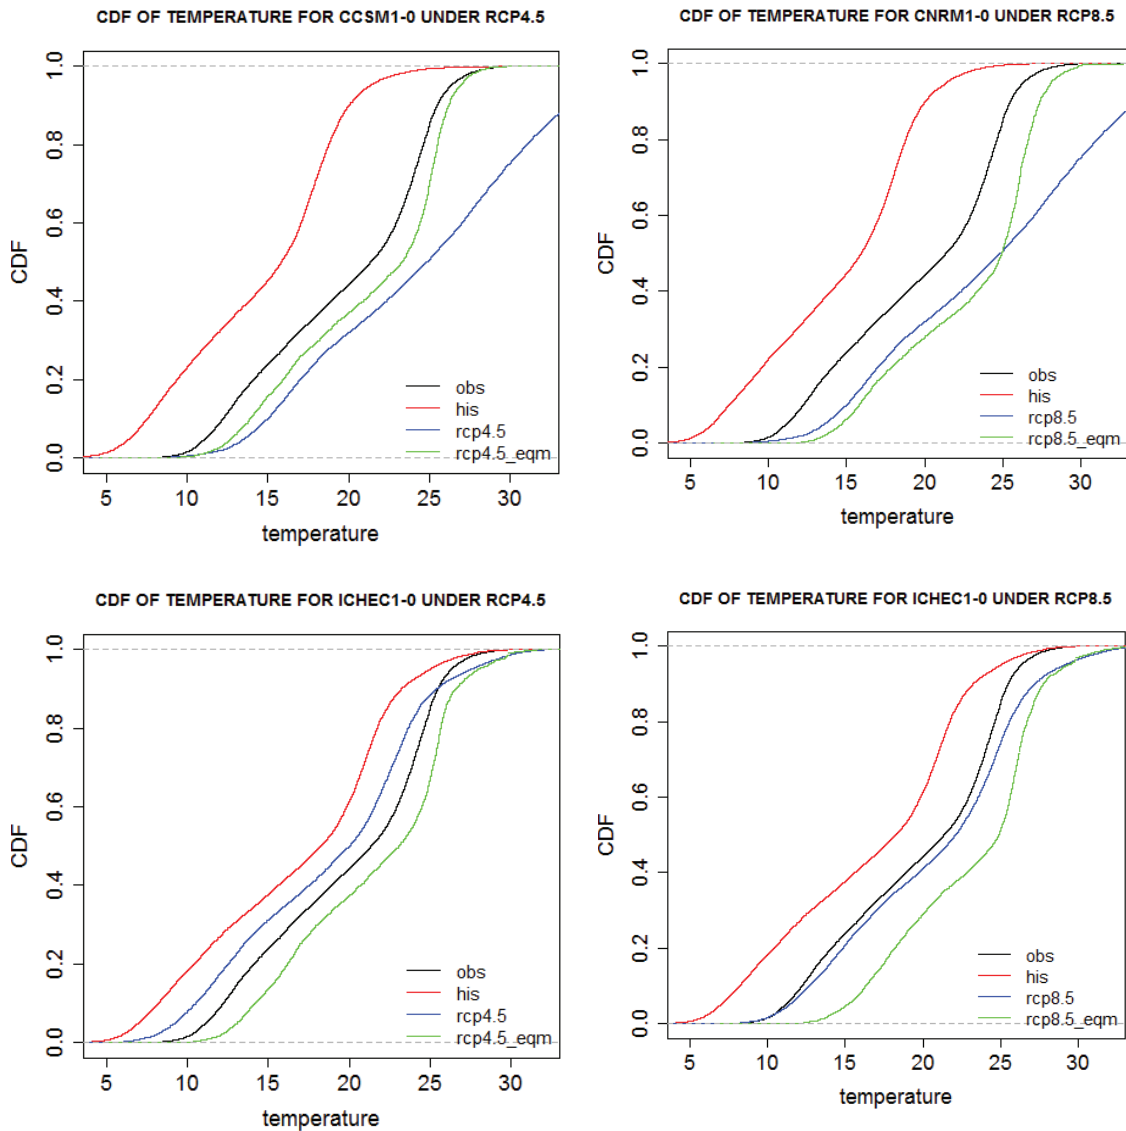 CDF OF TEMPERATURE FOR CCSM1-0 UNDER RCP4.5
CDF
0.0 0.2 0.4 0.6 0.8 1.0
obs
his
rcp4.5
rcp4.5_eqm
5 10 15 20 25 30
temperature
CDF OF TEMPERATURE FOR CNRM1-0 UNDER RCP8.5
CDF
0.0 0.2 0.4 0.6 0.8 1.0
obs
his
rcp8.5
rcp8.5_eqm
5 10 15 20 25 30
temperature
CDF OF TEMPERATURE FOR ICHEC1-0 UNDER RCP4.5
CDF
0.0 0.2 0.4 0.6 0.8 1.0
obs
his
rcp4.5
rcp4.5_eqm
5 10 15 20 25 30
temperature
CDF OF TEMPERATURE FOR ICHEC1-0 UNDER RCP8.5
CDF
0.0 0.2 0.4 0.6 0.8 1.0
obs
his
rcp8.5
rcp8.5_eqm
5 10 15 20 25 30
temperature